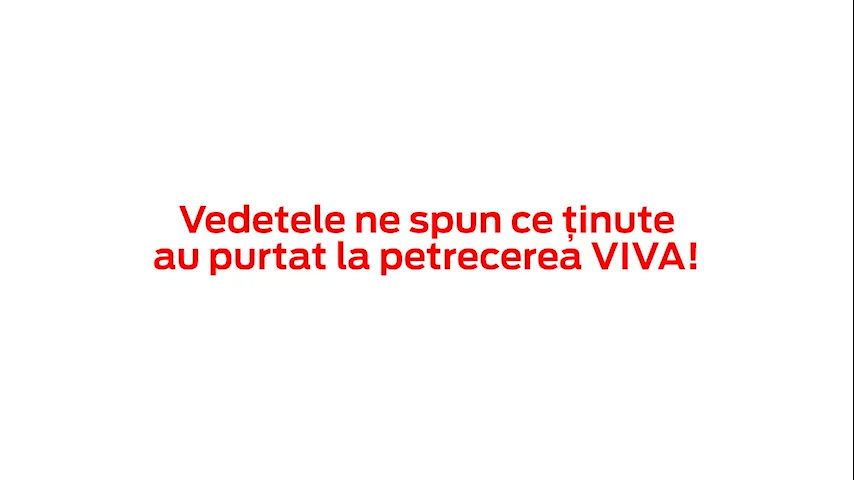 Vedetele ne spun ce ținute
au purtat la petrecerea VIVA!